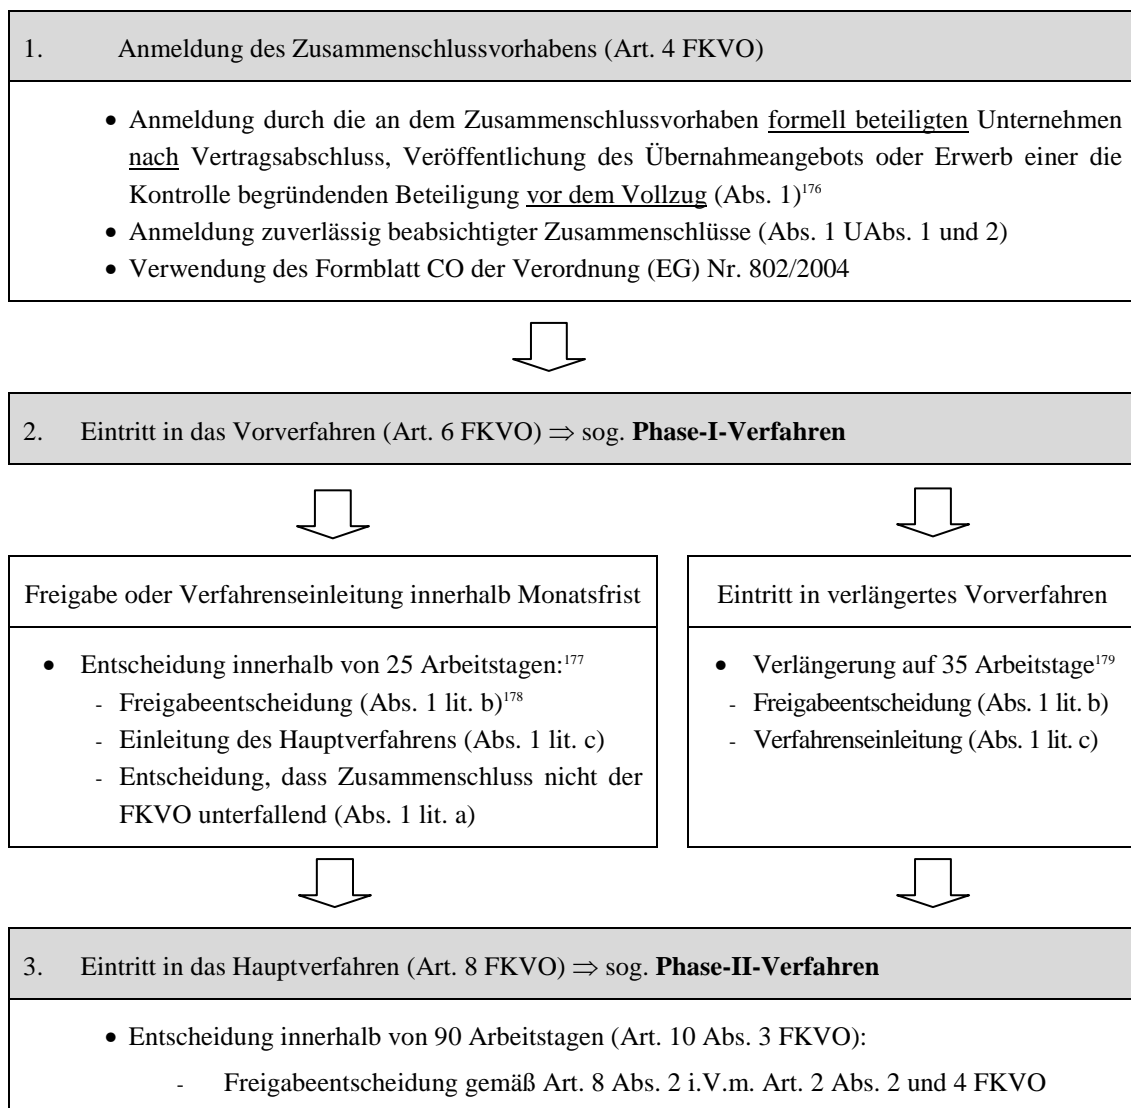 1. Anmeldung des Zusammenschlussvorhabens (Art. 4 FKVO)
• Anmeldung durch die an dem Zusammenschlussvorhaben formell beteiligten Unternehmen
nach Vertragsabschluss, Veröffentlichung des Übernahmeangebots oder Erwerb einer die
Kontrolle begründenden Beteiligung vor dem Vollzug (Abs. 1)176
• Anmeldung zuverlässig beabsichtigter Zusammenschlüsse (Abs. 1 UAbs. 1 und 2)
• Verwendung des Formblatt CO der Verordnung (EG) Nr. 802/2004
2. Eintritt in das Vorverfahren (Art. 6 FKVO) ⇒ sog. Phase-I-Verfahren
Freigabe oder Verfahrenseinleitung innerhalb Monatsfrist
• Entscheidung innerhalb von 25 Arbeitstagen:177
- Freigabeentscheidung (Abs. 1 lit. b)178
- Einleitung des Hauptverfahrens (Abs. 1 lit. c)
- Entscheidung, dass Zusammenschluss nicht der
FKVO unterfallend (Abs. 1 lit. a)
Eintritt in verlängertes Vorverfahren
• Verlängerung auf 35 Arbeitstage179
- Freigabeentscheidung (Abs. 1 lit. b)
- Verfahrenseinleitung (Abs. 1 lit. c)
3. Eintritt in das Hauptverfahren (Art. 8 FKVO) ⇒ sog. Phase-II-Verfahren
• Entscheidung innerhalb von 90 Arbeitstagen (Art. 10 Abs. 3 FKVO):
- Freigabeentscheidung gemäß Art. 8 Abs. 2 i.V.m. Art. 2 Abs. 2 und 4 FKVO